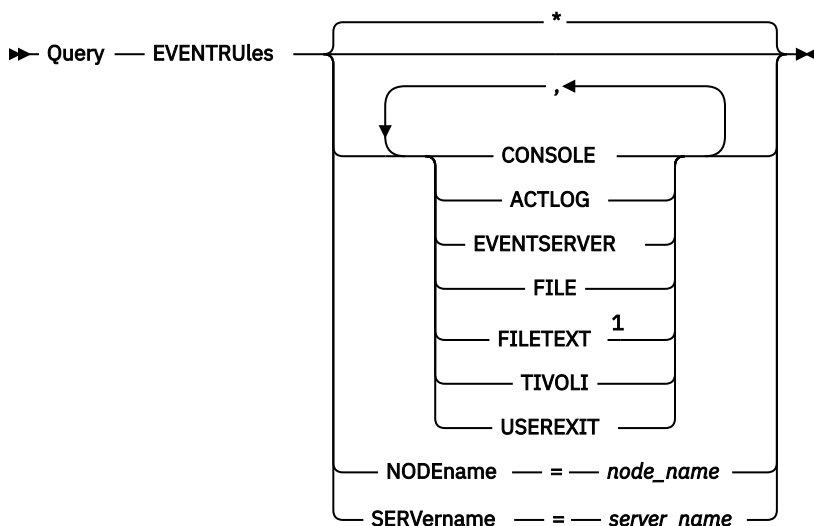 *
Query EVENTRUles
,
CONSOLE
ACTLOG
EVENTSERVER
FILE
FILETEXT 1
TIVOLI
USEREXIT
NODEname = node_name
SERVername = server_name